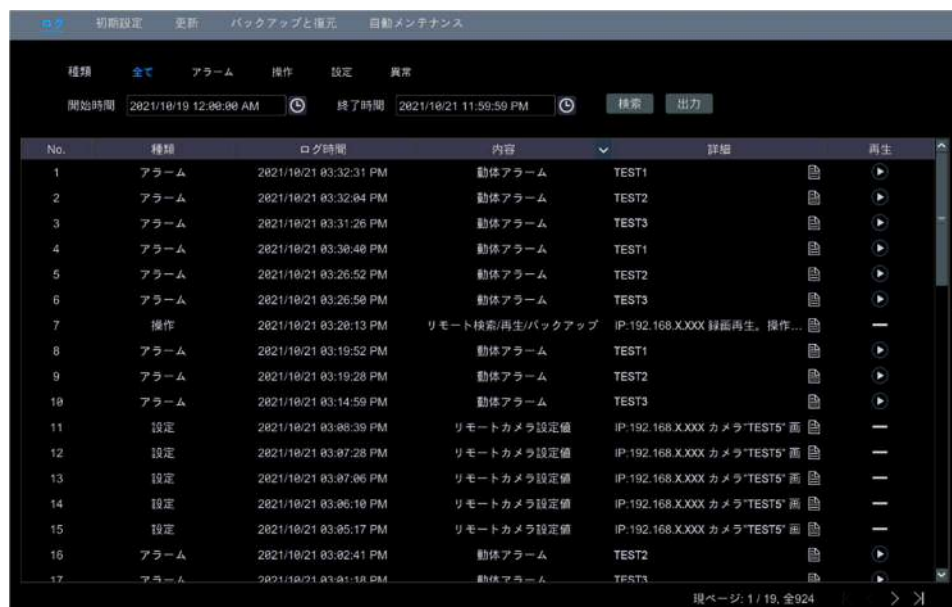 ログ 初期設定 更新 バックアップと復元 自動メンテナンス
種類 全て アラーム 操作 設定 異常
開始時間 2021/10/19 12:00:00 AM 終了時間 2021/10/21 11:59:59 PM 検索 出力
No. 種類 ログ時間 内容 詳細 再生
1 アラーム 2021/10/21 03:32:31 PM 動体アラーム TEST1
2 アラーム 2021/10/21 03:32:04 PM 動体アラーム TEST2
3 アラーム 2021/10/21 03:31:26 PM 動体アラーム TEST3
4 アラーム 2021/10/21 03:30:40 PM 動体アラーム TEST1
5 アラーム 2021/10/21 03:26:52 PM 動体アラーム TEST2
6 アラーム 2021/10/21 03:26:50 PM 動体アラーム TEST3
7 操作 2021/10/21 03:20:13 PM リモート検索/再生/バックアップ IP:192.168.X.XXX 録画再生。操作...
8 アラーム 2021/10/21 03:19:52 PM 動体アラーム TEST1
9 アラーム 2021/10/21 03:19:28 PM 動体アラーム TEST2
10 アラーム 2021/10/21 03:14:59 PM 動体アラーム TEST3
11 設定 2021/10/21 03:08:39 PM リモートカメラ設定値 IP:192.168.X.XXX カメラ"TEST5" 画
12 設定 2021/10/21 03:07:28 PM リモートカメラ設定値 IP:192.168.X.XXX カメラ"TEST5" 画
13 設定 2021/10/21 03:07:06 PM リモートカメラ設定値 IP:192.168.X.XXX カメラ"TEST5" 画
14 設定 2021/10/21 03:06:10 PM リモートカメラ設定値 IP:192.168.X.XXX カメラ"TEST5" 画
15 設定 2021/10/21 03:05:17 PM リモートカメラ設定値 IP:192.168.X.XXX カメラ"TEST5" 画
16 アラーム 2021/10/21 03:02:41 PM 動体アラーム TEST2
17 アラーム 2021/10/21 03:01:18 PM 動体アラーム TEST3
現ページ: 1 / 19, 全924